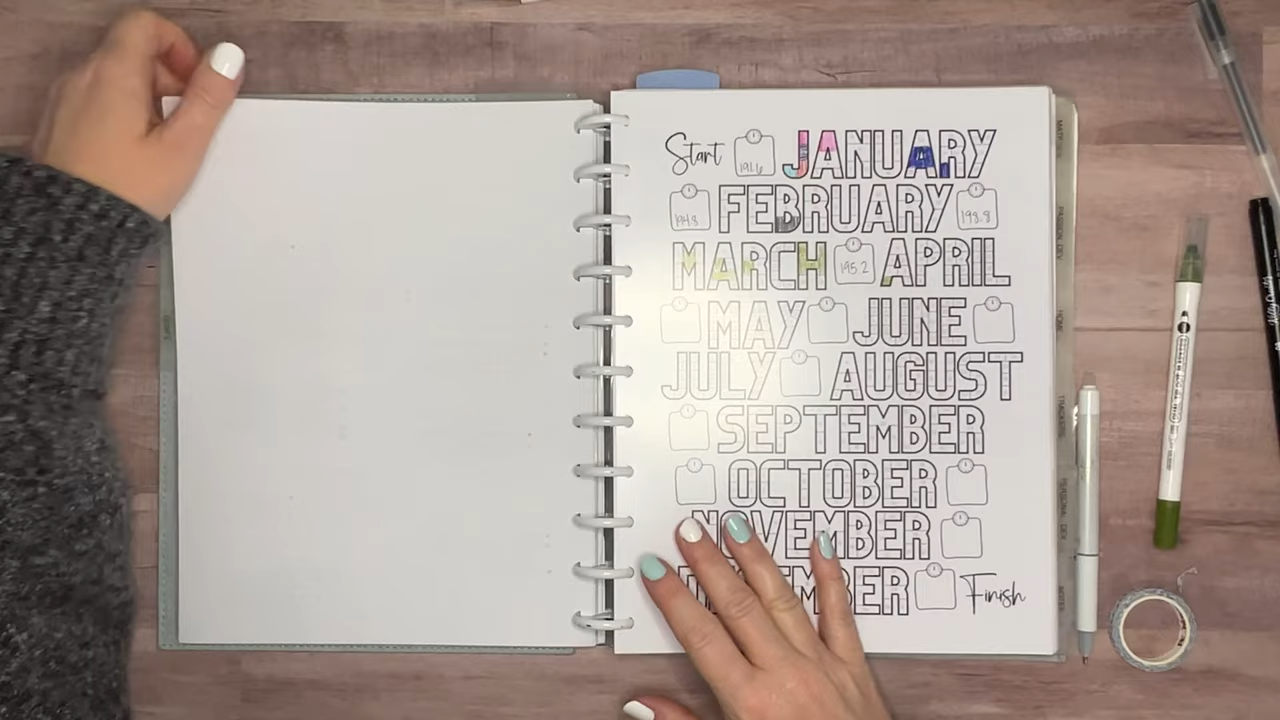 Start 191.6 JANUARY
194.8 FEBRUARY 198.8
MARCH 195.2 APRIL
MAY JUNE
JULY AUGUST
SEPTEMBER
OCTOBER
NOVEMBER
DECEMBER Finish